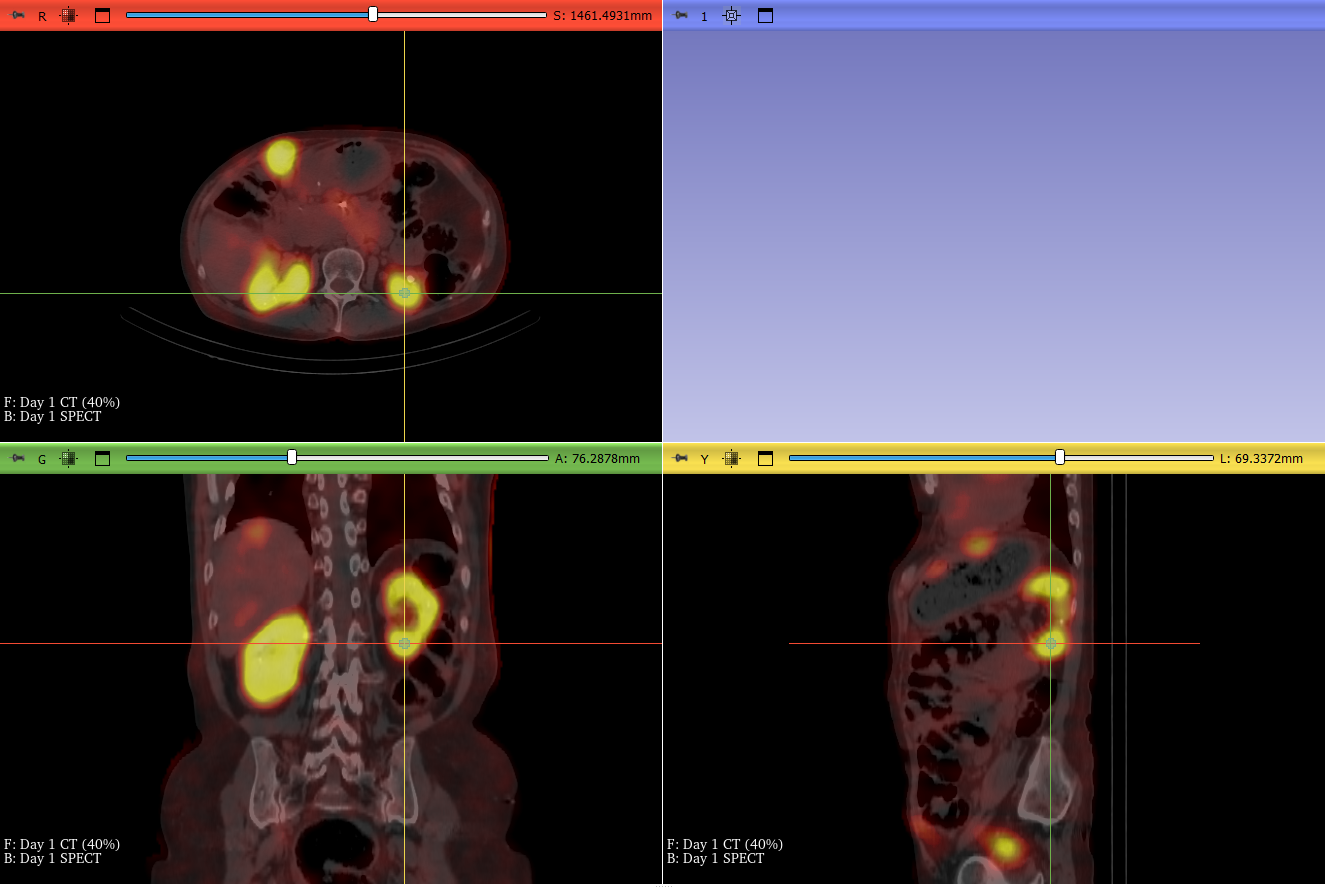 R S: 1461.4931mm
1
F: Day 1 CT (40%)
B: Day 1 SPECT
G A: 76.2878mm
Y L: 69.3372mm
F: Day 1 CT (40%)
B: Day 1 SPECT
F: Day 1 CT (40%)
B: Day 1 SPECT